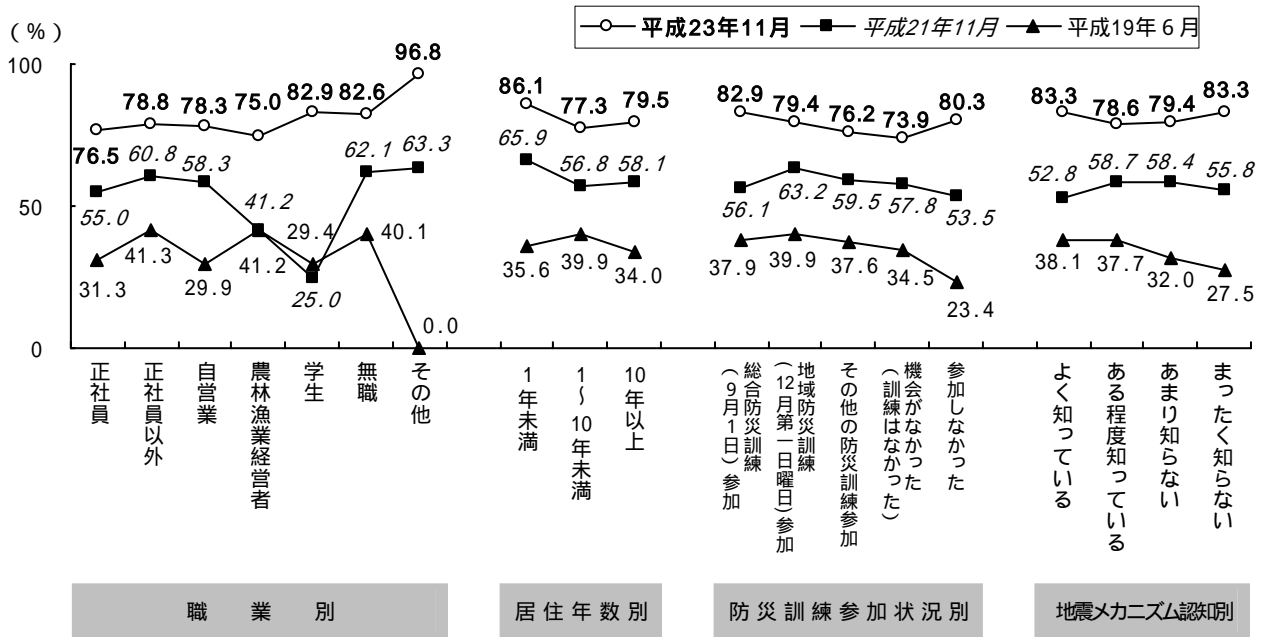 (%)
平成23年11月 平成21年11月 平成19年6月
100
50
0
76.5 78.8 78.3 75.0 82.9 82.6 96.8
55.0 60.8 58.3 41.2 25.0 62.1 63.3
31.3 41.3 29.9 41.2 29.4 40.1 0.0
86.1 77.3 79.5
65.9 56.8 58.1
35.6 39.9 34.0
82.9 79.4 76.2 73.9 80.3
56.1 63.2 59.5 57.8 53.5
37.9 39.9 37.6 34.5 23.4
83.3 78.6 79.4 83.3
52.8 58.7 58.4 55.8
38.1 37.7 32.0 27.5
正社員
正社員以外
自営業
農林漁業経営者
学生
無職
その他
1年未満
1〜10年未満
10年以上
総合防災訓練
(9月1日)参加
地域防災訓練
(12月第一日曜日)参加
その他の防災訓練参加
機会がなかった
(訓練はなかった)
参加しなかった
よく知っている
ある程度知っている
あまり知らない
まったく知らない
職業別
居住年数別
防災訓練参加状況別
地震メカニズム認知別